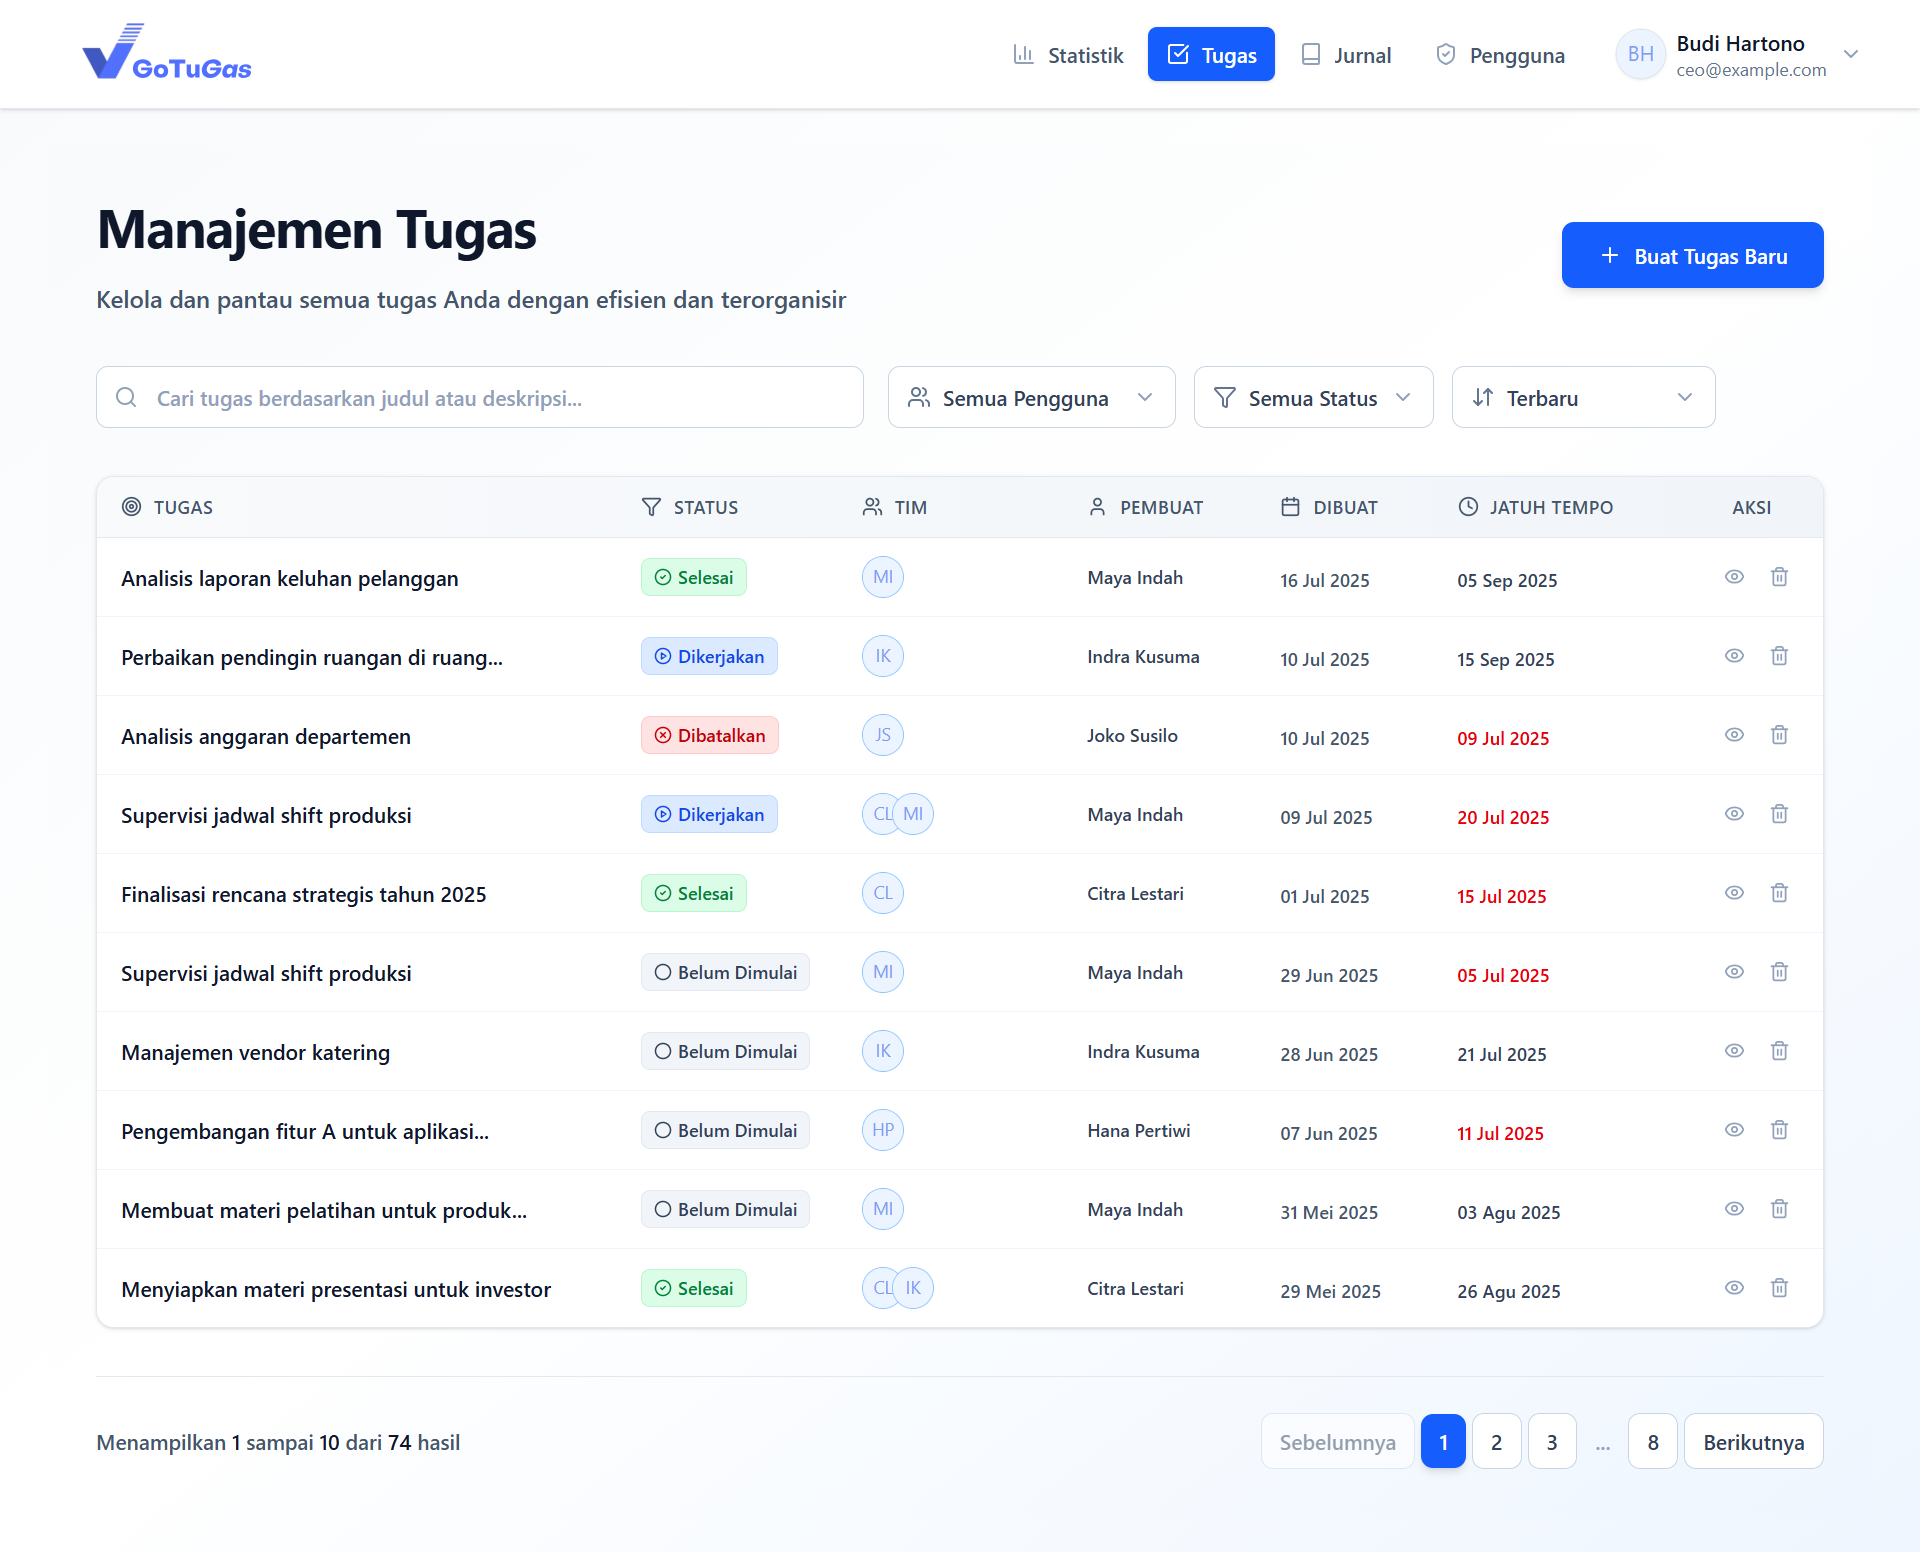 GoTuGas
Statistik
Tugas
Jurnal
Pengguna
BH
Budi Hartono
ceo@example.com
Manajemen Tugas
Kelola dan pantau semua tugas Anda dengan efisien dan terorganisir
+ Buat Tugas Baru
Cari tugas berdasarkan judul atau deskripsi...
Semua Pengguna
Semua Status
Terbaru
TUGAS STATUS TIM PEMBUAT DIBUAT JATUH TEMPO AKSI
Analisis laporan keluhan pelanggan Selesai MI Maya Indah 16 Jul 2025 05 Sep 2025
Perbaikan pendingin ruangan di ruang... Dikerjakan IK Indra Kusuma 10 Jul 2025 15 Sep 2025
Analisis anggaran departemen Dibatalkan JS Joko Susilo 10 Jul 2025 09 Jul 2025
Supervisi jadwal shift produksi Dikerjakan CL MI Maya Indah 09 Jul 2025 20 Jul 2025
Finalisasi rencana strategis tahun 2025 Selesai CL Citra Lestari 01 Jul 2025 15 Jul 2025
Supervisi jadwal shift produksi Belum Dimulai MI Maya Indah 29 Jun 2025 05 Jul 2025
Manajemen vendor katering Belum Dimulai IK Indra Kusuma 28 Jun 2025 21 Jul 2025
Pengembangan fitur A untuk aplikasi... Belum Dimulai HP Hana Pertiwi 07 Jun 2025 11 Jul 2025
Membuat materi pelatihan untuk produk... Belum Dimulai MI Maya Indah 31 Mei 2025 03 Agu 2025
Menyiapkan materi presentasi untuk investor Selesai CL IK Citra Lestari 29 Mei 2025 26 Agu 2025
Menampilkan 1 sampai 10 dari 74 hasil
Sebelumnya 1 2 3 ... 8 Berikutnya